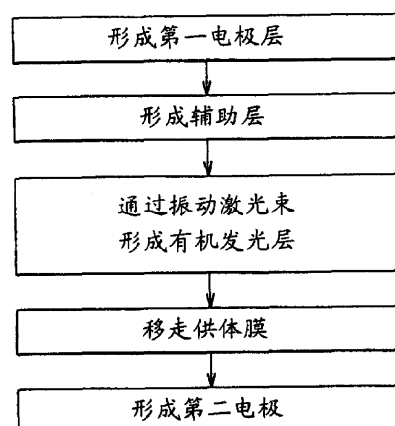 形成第一电极层
形成辅助层
通过振动激光束
形成有机发光层
移走供体膜
形成第二电极